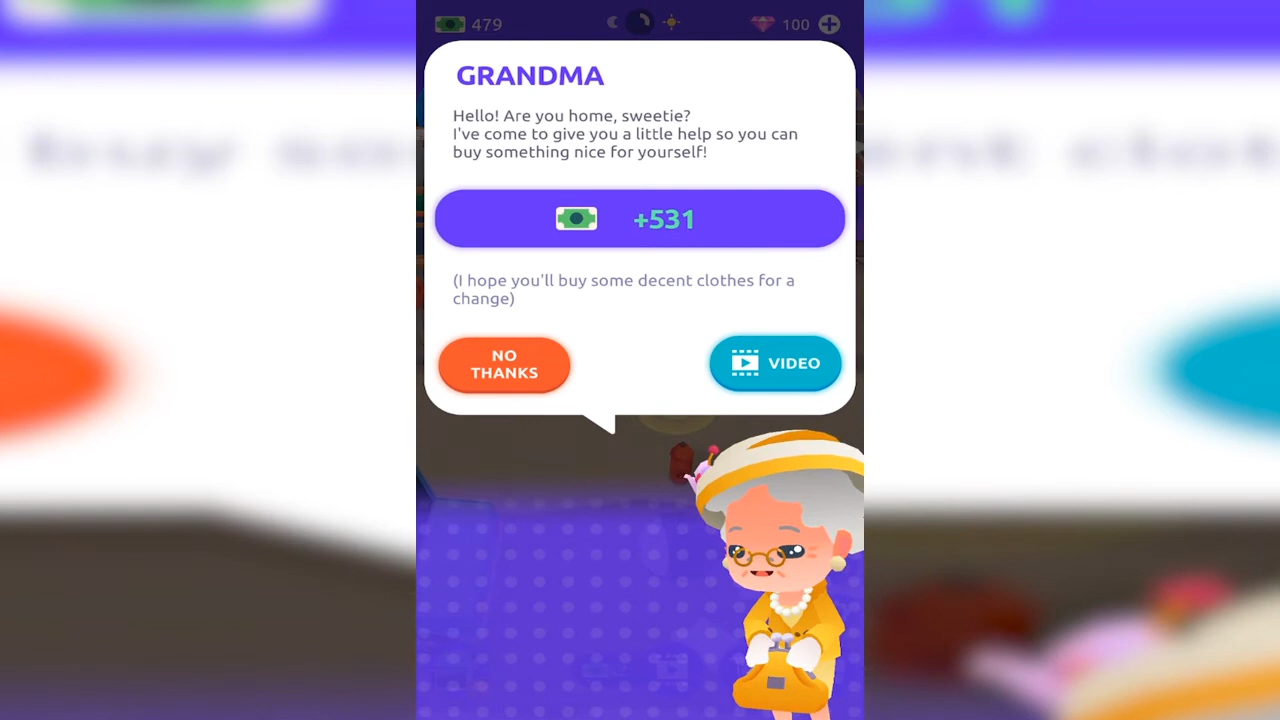 479
100
GRANDMA
Hello! Are you home, sweetie?
I've come to give you a little help so you can
buy something nice for yourself!
+531
(I hope you'll buy some decent clothes for a
change)
NO
THANKS
VIDEO